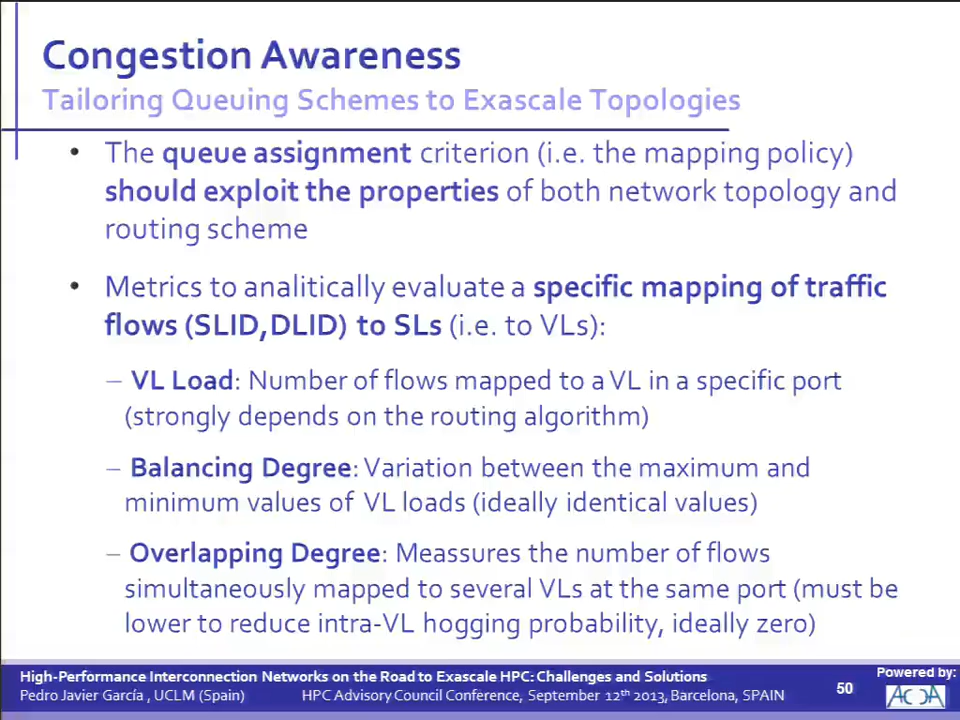 Congestion Awareness
Tailoring Queuing Schemes to Exascale Topologies
• The queue assignment criterion (i.e. the mapping policy)
should exploit the properties of both network topology and
routing scheme
• Metrics to analitically evaluate a specific mapping of traffic
flows (SLID,DLID) to SLs (i.e. to VLs):
– VL Load: Number of flows mapped to a VL in a specific port
(strongly depends on the routing algorithm)
– Balancing Degree: Variation between the maximum and
minimum values of VL loads (ideally identical values)
– Overlapping Degree: Meassures the number of flows
simultaneously mapped to several VLs at the same port (must be
lower to reduce intra-VL hogging probability, ideally zero)
High-Performance Interconnection Networks on the Road to Exascale HPC: Challenges and Solutions
Pedro Javier García , UCLM (Spain) HPC Advisory Council Conference, September 12th 2013, Barcelona, SPAIN
50
Powered by: